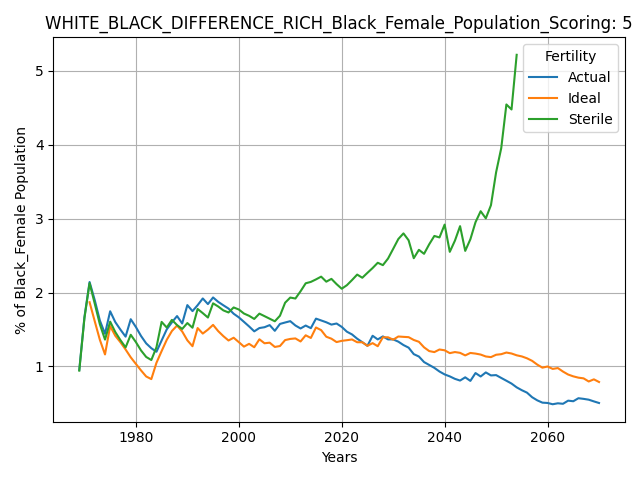 WHITE_BLACK_DIFFERENCE_RICH_Black_Female_Population_Scoring: 5
Fertility
Actual
Ideal
Sterile
% of Black_Female Population
5
4
3
2
1
1980
2000
2020
2040
2060
Years